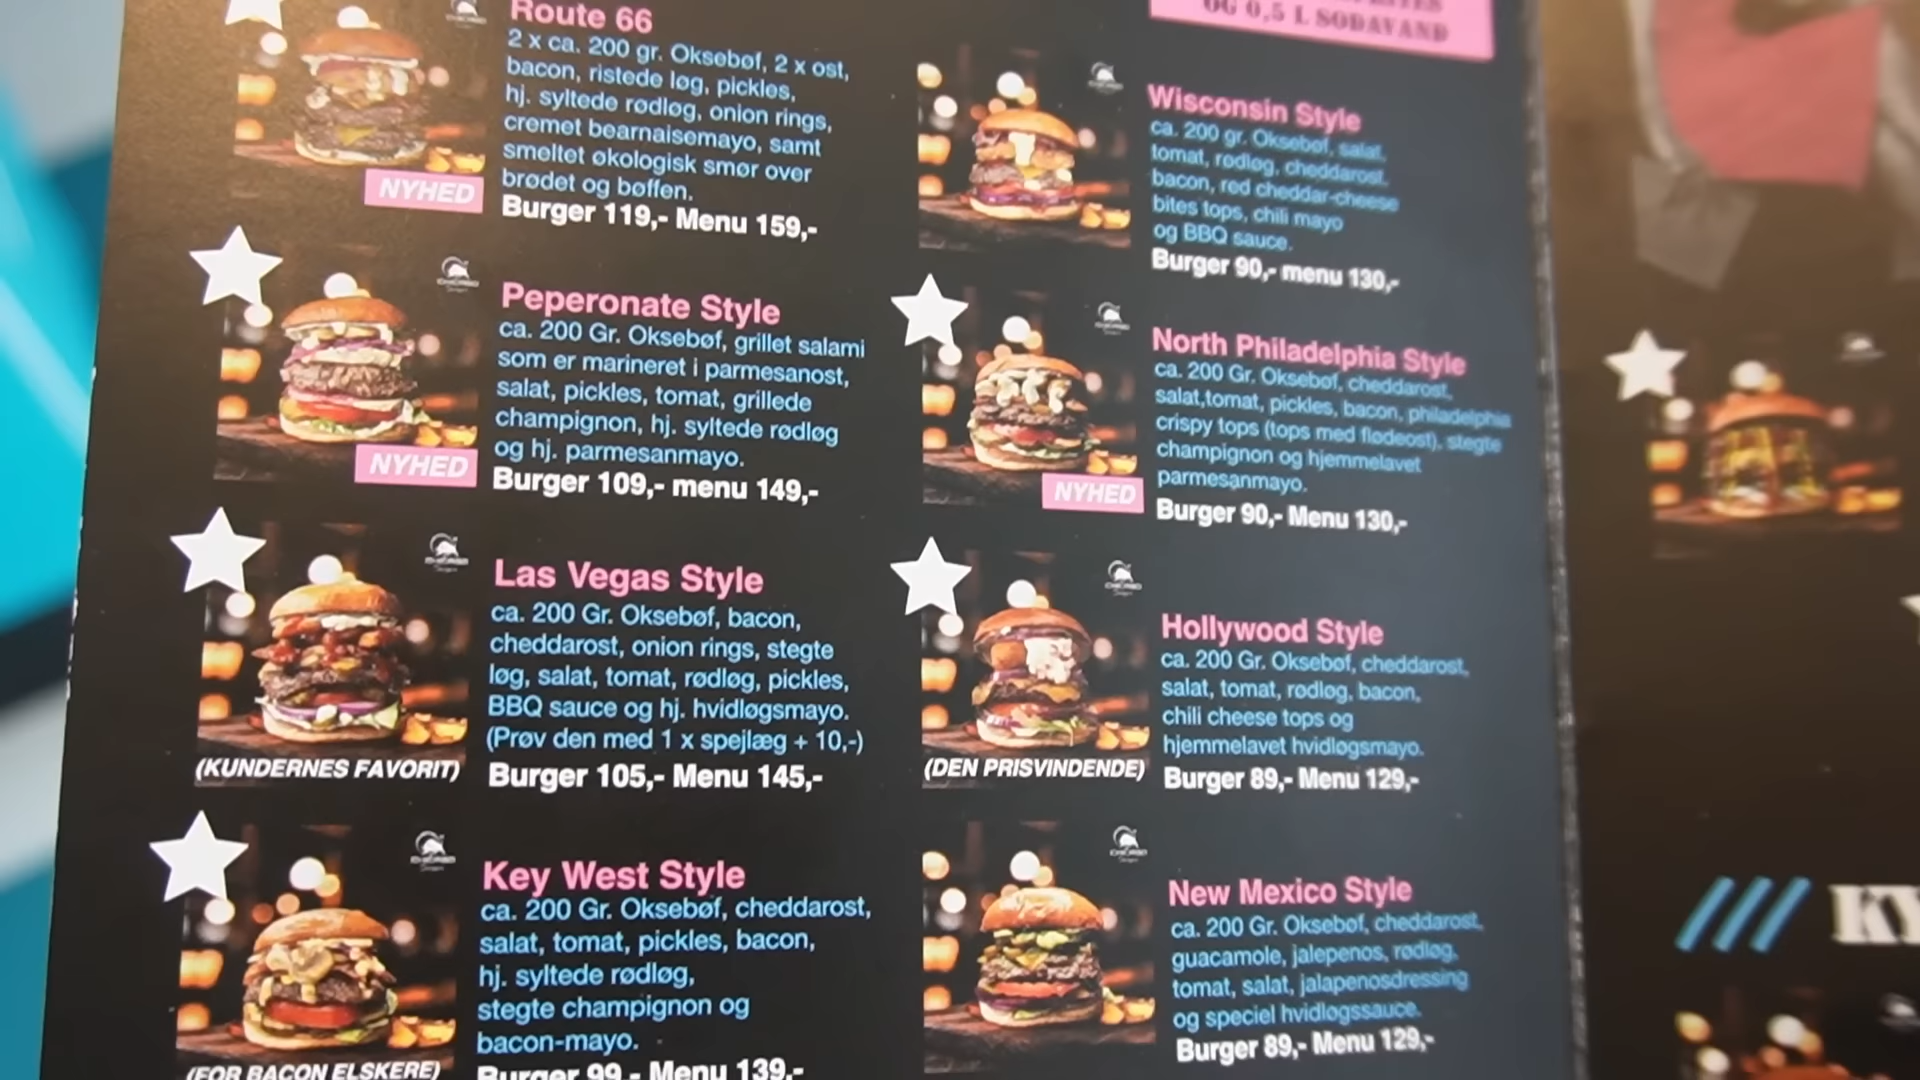 Route 66
2 x ca. 200 gr. Oksebøf, 2 x ost,
bacon, ristede løg, pickles,
hj. syltede rødløg, onion rings,
cremet bearnaisemayo, samt
smeltet økologisk smør over
brødet og bøffen.
NYHED
Burger 119,- Menu 159,-
Peperonate Style
ca. 200 Gr. Oksebøf, grillet salami
som er marineret i parmesanost,
salat, pickles, tomat, grillede
champignon, hj. syltede rødløg
og hj. parmesanmayo.
NYHED
Burger 109,- menu 149,-
Las Vegas Style
ca. 200 Gr. Oksebøf, bacon,
cheddarost, onion rings, stegte
løg, salat, tomat, rødløg, pickles,
BBQ sauce og hj. hvidløgsmayo.
(Prøv den med 1 x spejlæg + 10,-)
(KUNDERNES FAVORIT)
Burger 105,- Menu 145,-
Key West Style
ca. 200 Gr. Oksebøf, cheddarost,
salat, tomat, pickles, bacon,
hj. syltede rødløg,
stegte champignon og
bacon-mayo.
(FOR BACON ELSKERE)
Burger 99,- Menu 139,-
OG 0,5 L SODAVAND
Wisconsin Style
ca. 200 gr. Oksebøf, salat,
tomat, rødløg, cheddarost,
bacon, red cheddar-cheese
bites tops, chili mayo
og BBQ sauce.
Burger 90,- menu 130,-
North Philadelphia Style
ca. 200 Gr. Oksebøf, cheddarost,
salat,tomat, pickles, bacon, philadelphia
crispy tops (tops med flødeost), stegte
champignon og hjemmelavet
parmesanmayo.
NYHED
Burger 90,- Menu 130,-
Hollywood Style
ca. 200 Gr. Oksebøf, cheddarost,
salat, tomat, rødløg, bacon,
chili cheese tops og
hjemmelavet hvidløgsmayo.
(DEN PRISVINDENDE)
Burger 89,- Menu 129,-
New Mexico Style
ca. 200 Gr. Oksebøf, cheddarost,
guacamole, jalepenos, rødløg,
tomat, salat, jalapenosdressing
og speciel hvidløgssauce.
Burger 89,- Menu 129,-
/// KY